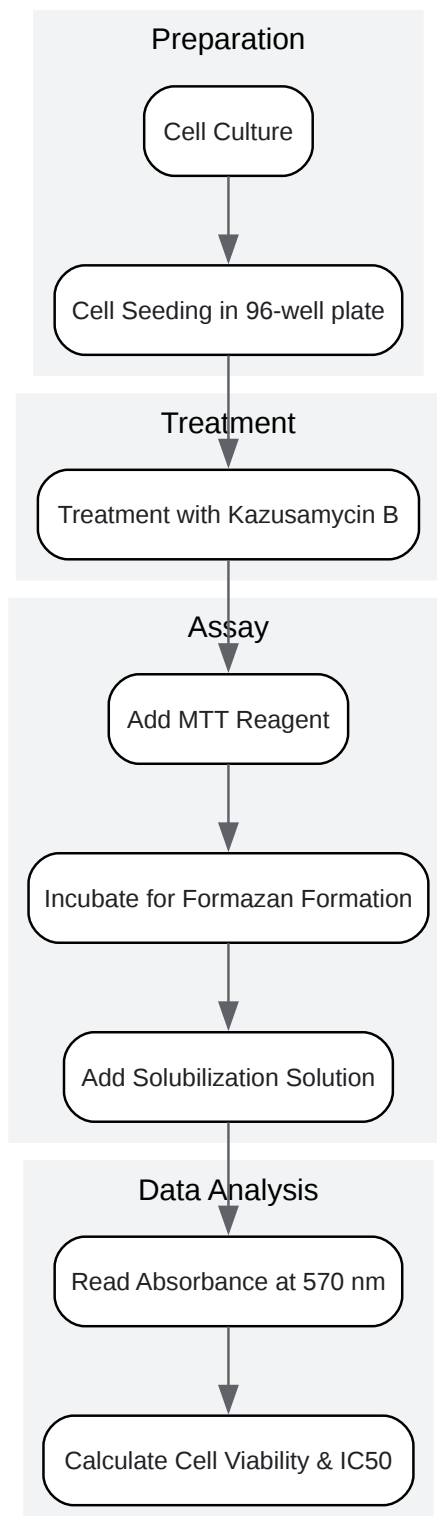 Preparation
Cell Culture
Cell Seeding in 96-well plate
Treatment
Treatment with Kazusamycin B
Assay
Add MTT Reagent
Incubate for Formazan Formation
Add Solubilization Solution
Data Analysis
Read Absorbance at 570 nm
Calculate Cell Viability & IC50